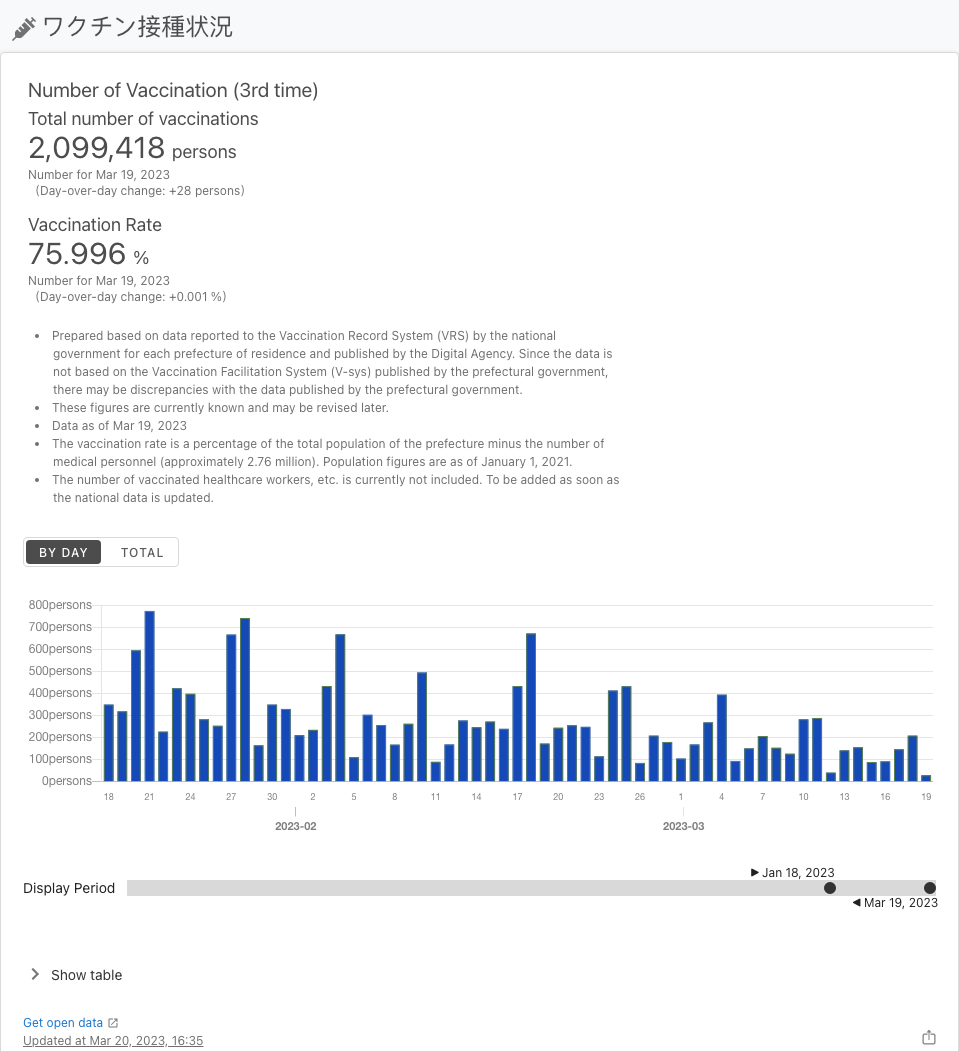 ワクチン接種状況
Number of Vaccination (3rd time)
Total number of vaccinations
2,099,418 persons
Number for Mar 19, 2023
(Day-over-day change: +28 persons)
Vaccination Rate
75.996 %
Number for Mar 19, 2023
(Day-over-day change: +0.001 %)
• Prepared based on data reported to the Vaccination Record System (VRS) by the national
government for each prefecture of residence and published by the Digital Agency. Since the data is
not based on the Vaccination Facilitation System (V-sys) published by the prefectural government,
there may be discrepancies with the data published by the prefectural government.
• These figures are currently known and may be revised later.
• Data as of Mar 19, 2023
• The vaccination rate is a percentage of the total population of the prefecture minus the number of
medical personnel (approximately 2.76 million). Population figures are as of January 1, 2021.
• The number of vaccinated healthcare workers, etc. is currently not included. To be added as soon as
the national data is updated.
BY DAY TOTAL
800persons
700persons
600persons
500persons
400persons
300persons
200persons
100persons
0persons
18 21 24 27 30 2 5 8 11 14 17 20 23 26 1 4 7 10 13 16 19
2023-02 2023-03
Jan 18, 2023
Display Period
Mar 19, 2023
Show table
Get open data
Updated at Mar 20, 2023, 16:35